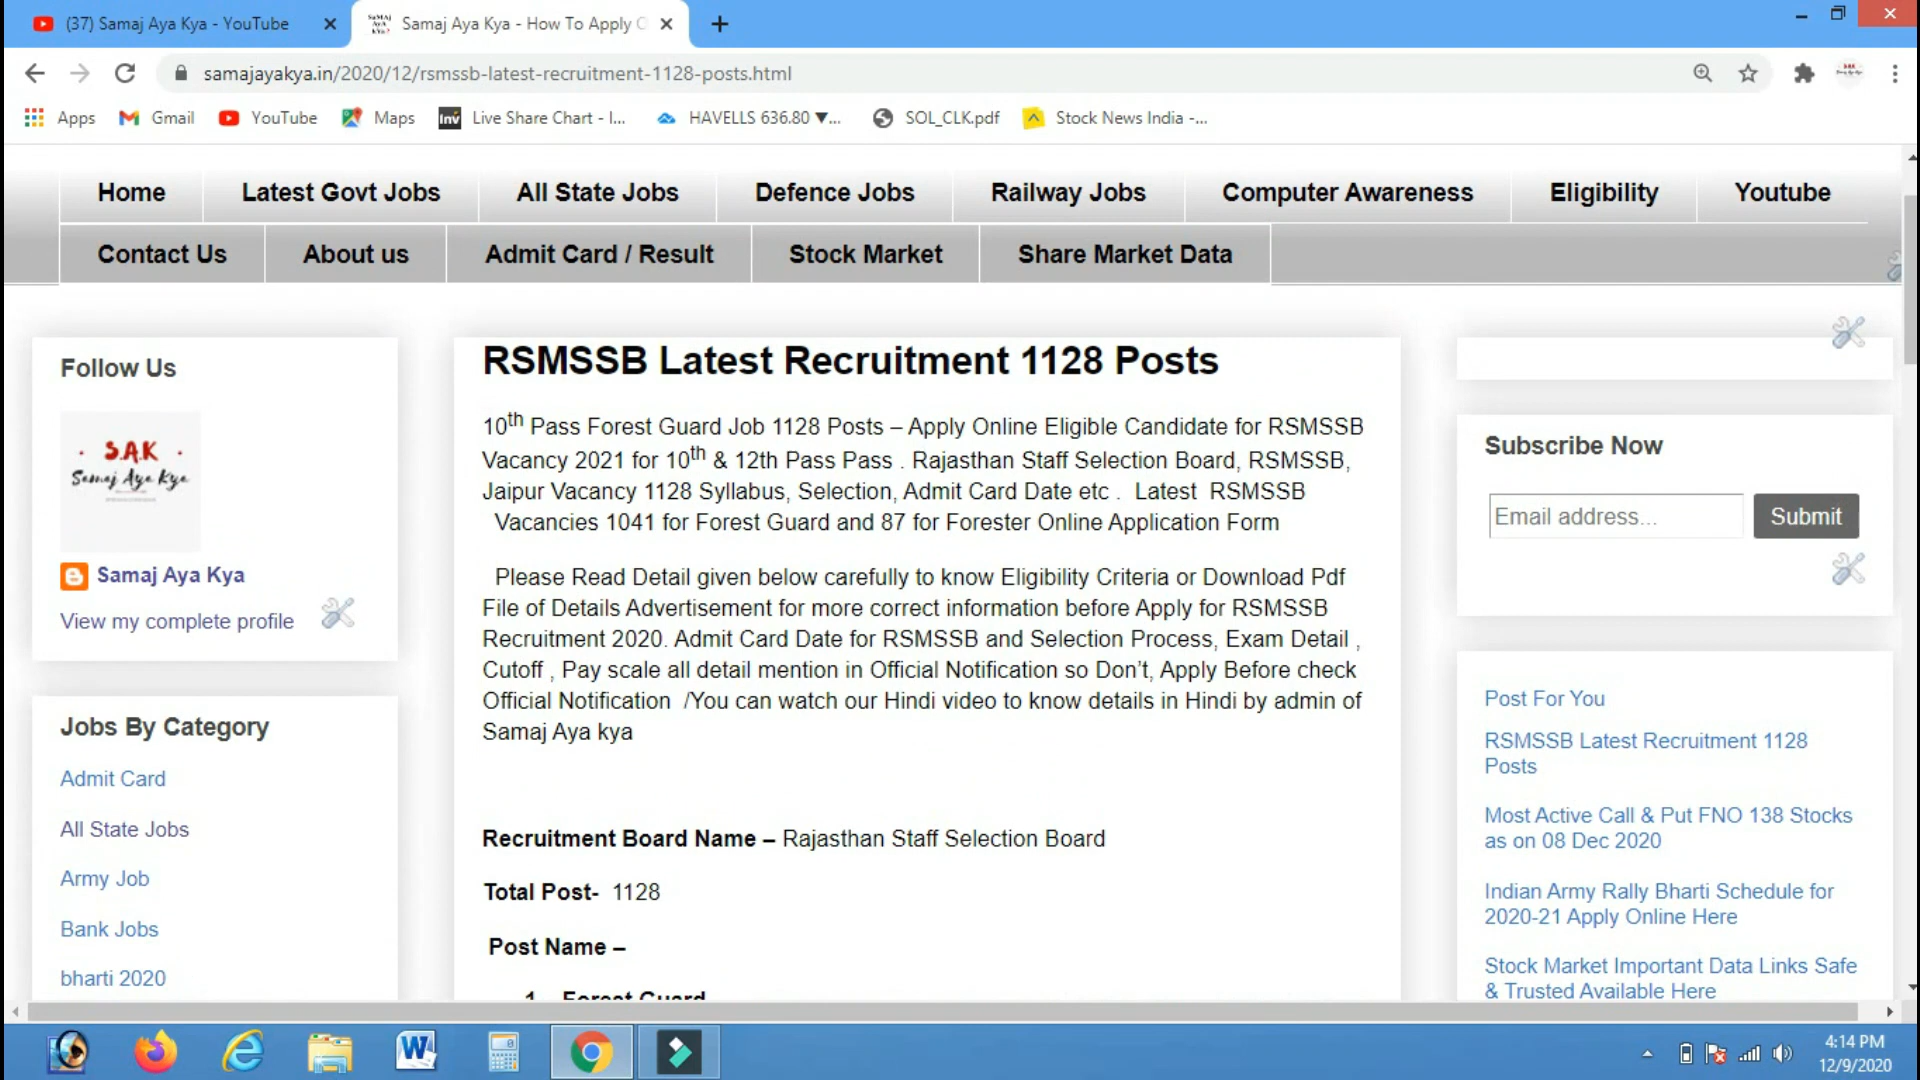 (37) Samaj Aya Kya - YouTube
Samaj Aya Kya - How To Apply
samajayakya.in/2020/12/rsmssb-latest-recruitment-1128-posts.html
Apps Gmail YouTube Maps Live Share Chart - I... HAVELLS 636.80 ▼... SOL_CLK.pdf Stock News India -...
Home Latest Govt Jobs All State Jobs Defence Jobs Railway Jobs Computer Awareness Eligibility Youtube
Contact Us About us Admit Card / Result Stock Market Share Market Data
Follow Us
S.A.K
Samaj Aya Kya
Samaj Aya Kya
View my complete profile
Jobs By Category
Admit Card
All State Jobs
Army Job
Bank Jobs
bharti 2020
RSMSSB Latest Recruitment 1128 Posts
10th Pass Forest Guard Job 1128 Posts – Apply Online Eligible Candidate for RSMSSB
Vacancy 2021 for 10th & 12th Pass Pass . Rajasthan Staff Selection Board, RSMSSB,
Jaipur Vacancy 1128 Syllabus, Selection, Admit Card Date etc . Latest RSMSSB
Vacancies 1041 for Forest Guard and 87 for Forester Online Application Form
Please Read Detail given below carefully to know Eligibility Criteria or Download Pdf
File of Details Advertisement for more correct information before Apply for RSMSSB
Recruitment 2020. Admit Card Date for RSMSSB and Selection Process, Exam Detail ,
Cutoff , Pay scale all detail mention in Official Notification so Don’t, Apply Before check
Official Notification /You can watch our Hindi video to know details in Hindi by admin of
Samaj Aya kya
Recruitment Board Name – Rajasthan Staff Selection Board
Total Post- 1128
Post Name –
1. Forest Guard
Subscribe Now
Email address... Submit
Post For You
RSMSSB Latest Recruitment 1128
Posts
Most Active Call & Put FNO 138 Stocks
as on 08 Dec 2020
Indian Army Rally Bharti Schedule for
2020-21 Apply Online Here
Stock Market Important Data Links Safe
& Trusted Available Here
4:14 PM
12/9/2020